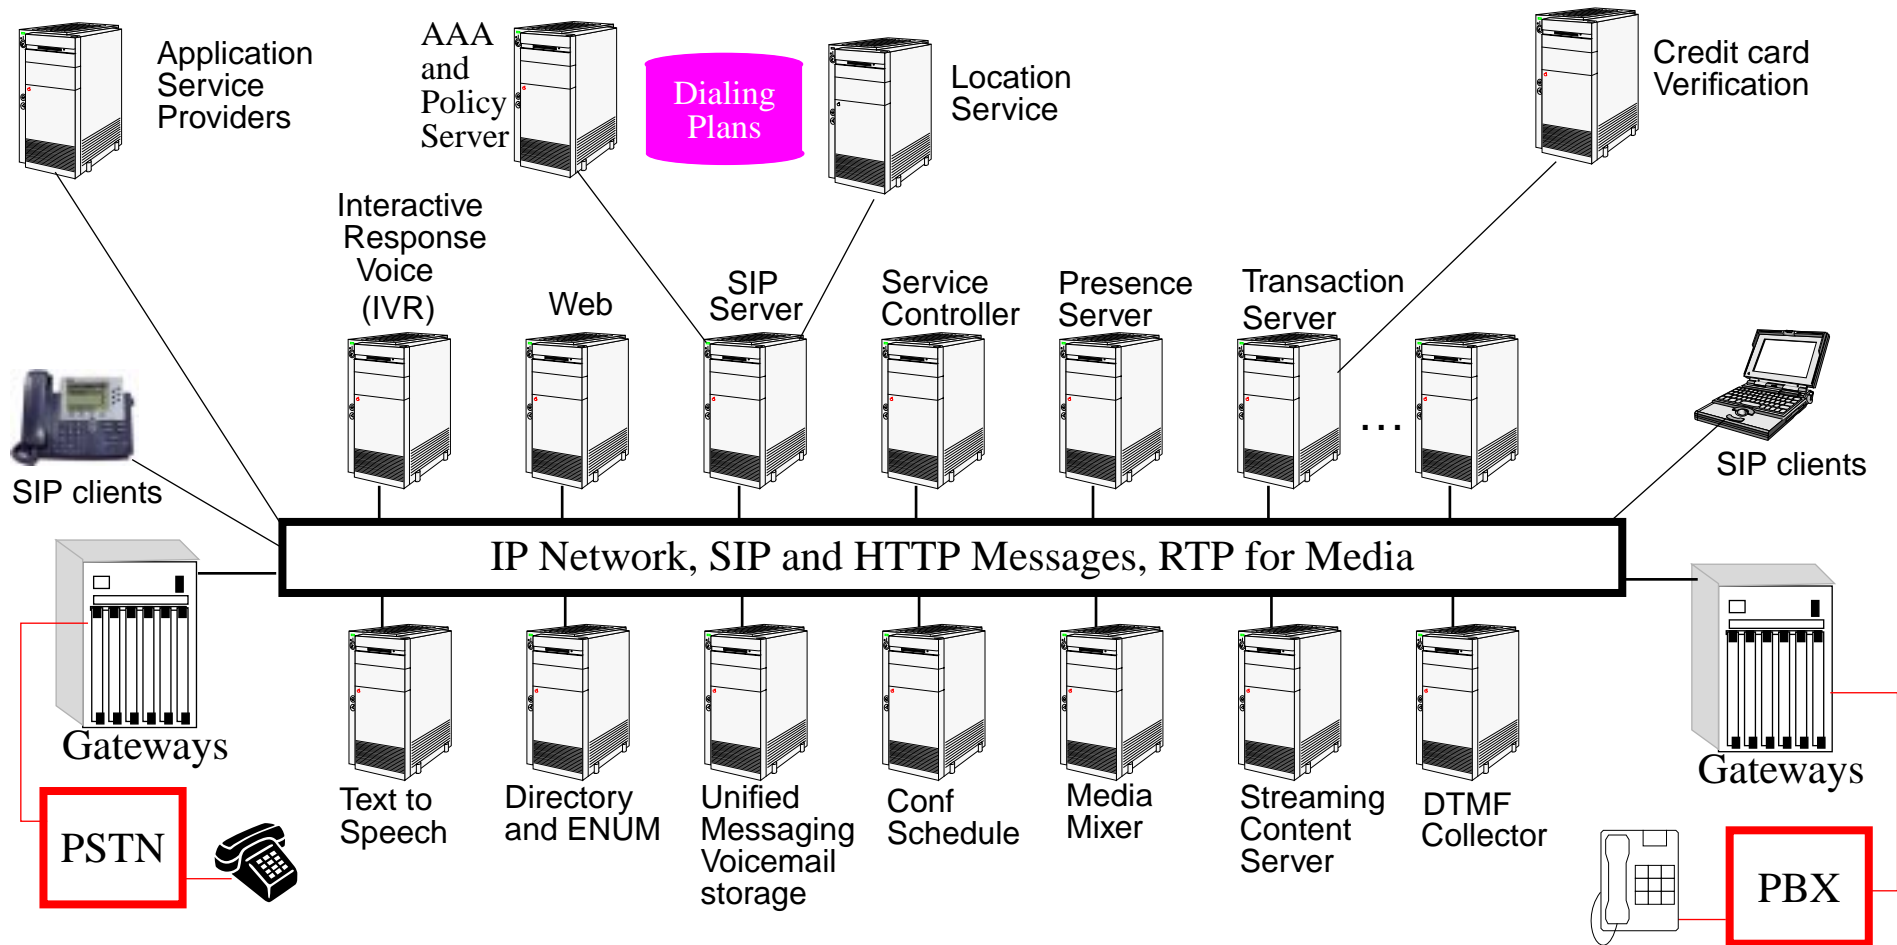 Application
Service
Providers
AAA
and
Policy
Server
Dialing
Plans
Location
Service
Credit card
Verification
Interactive
Response
Voice
(IVR)
Web
SIP
Server
Service
Controller
Presence
Server
Transaction
Server
...
SIP clients
SIP clients
IP Network, SIP and HTTP Messages, RTP for Media
Gateways
Gateways
Text to
Speech
Directory
and ENUM
Unified
Messaging
Voicemail
storage
Conf
Schedule
Media
Mixer
Streaming
Content
Server
DTMF
Collector
PSTN
PBX